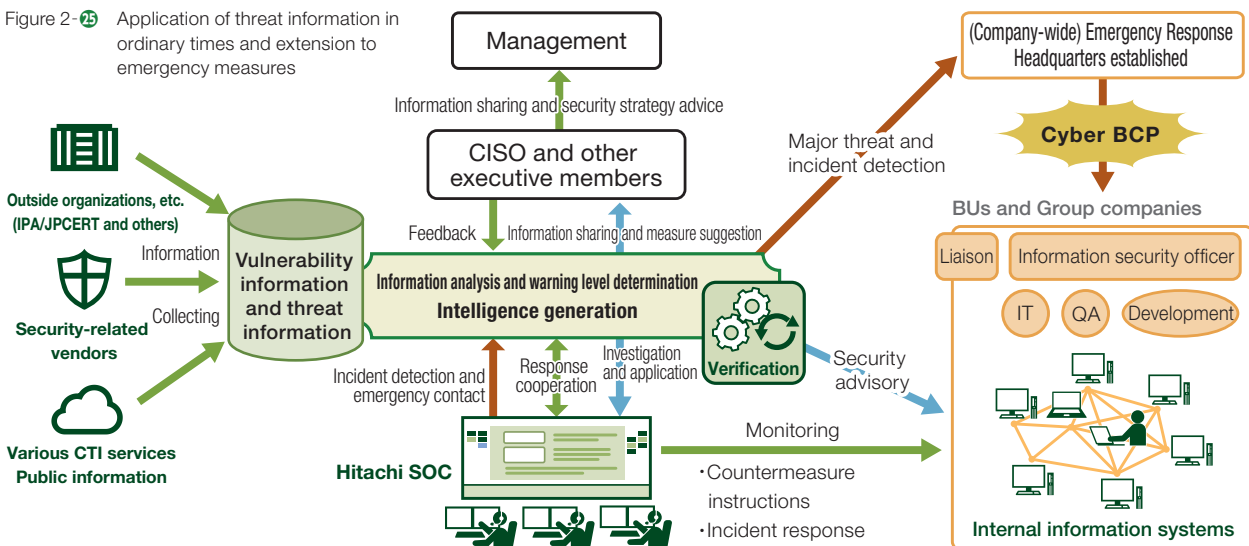 Figure 2-25 Application of threat information in
ordinary times and extension to
emergency measures
Management
(Company-wide) Emergency Response
Headquarters established
Information sharing and security strategy advice
Cyber BCP
Major threat and
incident detection
CISO and other
executive members
Outside organizations, etc.
(IPA/JPCERT and others)
BUs and Group companies
Feedback
Information sharing and measure suggestion
Information
Collecting
Liaison
Information security officer
Vulnerability
information
and threat
information
Information analysis and warning level determination
Intelligence generation
IT
QA
Development
Security-related
vendors
Verification
Security
advisory
Incident detection and
emergency contact
Response
cooperation
Investigation
and application
Various CTI services
Public information
Hitachi SOC
Monitoring
・Countermeasure
instructions
・Incident response
Internal information systems